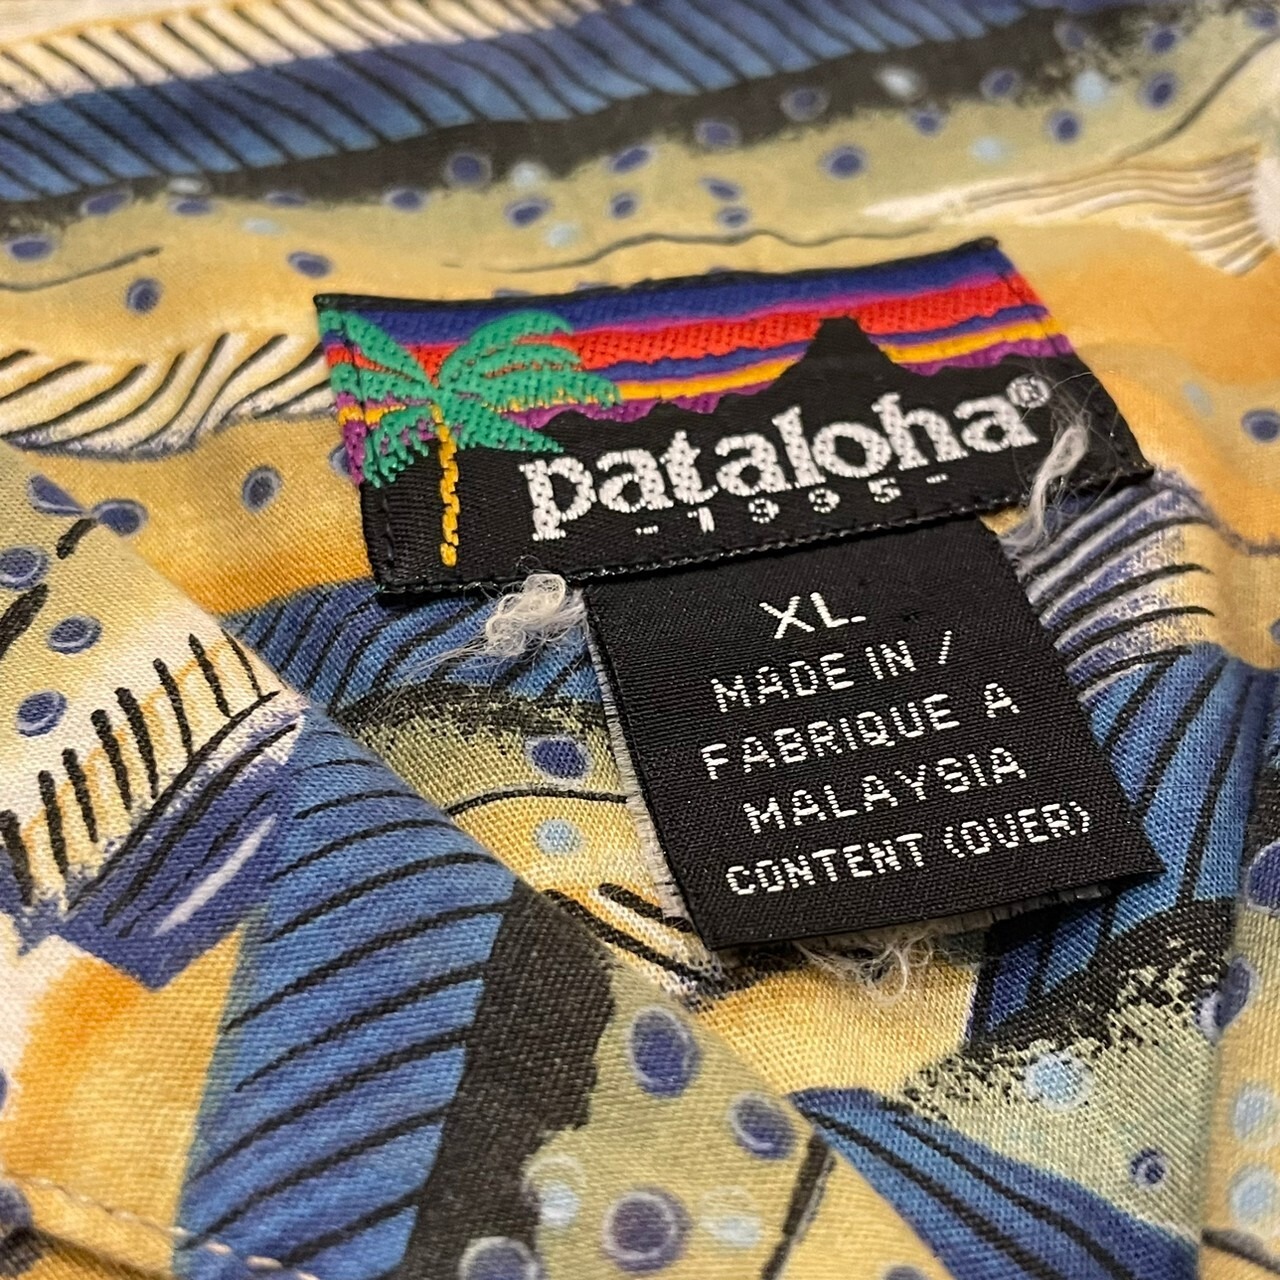 pataloha®
-1995-
XL
MADE IN /
FABRIQUE A
MALAYSIA
CONTENT (OVER)